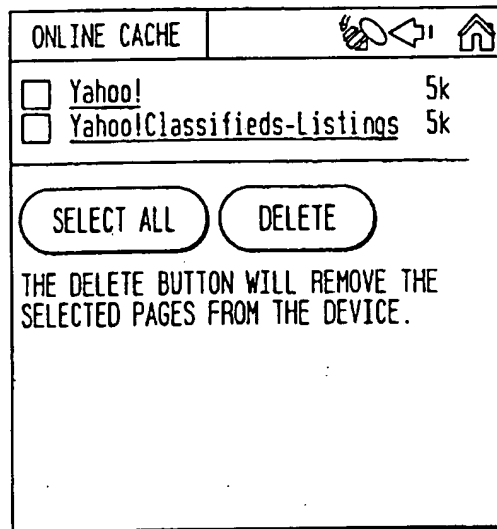 ONLINE CACHE
Yahoo! 5k
Yahoo!Classifieds-Listings 5k
SELECT ALL DELETE
THE DELETE BUTTON WILL REMOVE THE
SELECTED PAGES FROM THE DEVICE.